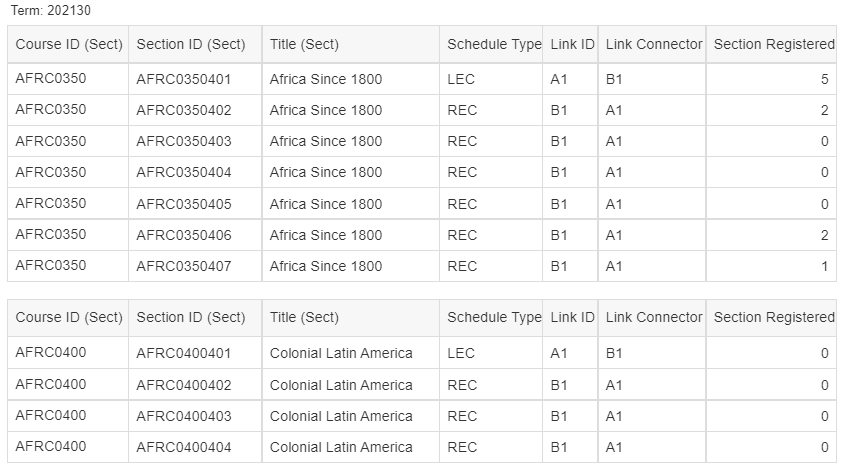 Term: 202130
Course ID (Sect) Section ID (Sect) Title (Sect) Schedule Type Link ID Link Connector Section Registered
AFRC0350 AFRC0350401 Africa Since 1800 LEC A1 B1 5
AFRC0350 AFRC0350402 Africa Since 1800 REC B1 A1 2
AFRC0350 AFRC0350403 Africa Since 1800 REC B1 A1 0
AFRC0350 AFRC0350404 Africa Since 1800 REC B1 A1 0
AFRC0350 AFRC0350405 Africa Since 1800 REC B1 A1 0
AFRC0350 AFRC0350406 Africa Since 1800 REC B1 A1 2
AFRC0350 AFRC0350407 Africa Since 1800 REC B1 A1 1
Course ID (Sect) Section ID (Sect) Title (Sect) Schedule Type Link ID Link Connector Section Registered
AFRC0400 AFRC0400401 Colonial Latin America LEC A1 B1 0
AFRC0400 AFRC0400402 Colonial Latin America REC B1 A1 0
AFRC0400 AFRC0400403 Colonial Latin America REC B1 A1 0
AFRC0400 AFRC0400404 Colonial Latin America REC B1 A1 0